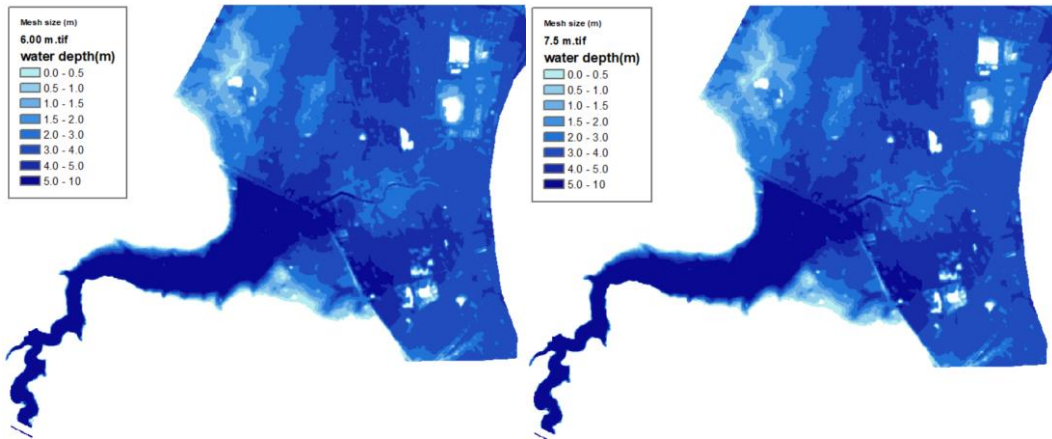 Mesh size (m)
6.00 m.tif
water depth(m)
0.0 - 0.5
0.5 - 1.0
1.0 - 1.5
1.5 - 2.0
2.0 - 3.0
3.0 - 4.0
4.0 - 5.0
5.0 - 10
Mesh size (m)
7.5 m.tif
water depth(m)
0.0 - 0.5
0.5 - 1.0
1.0 - 1.5
1.5 - 2.0
2.0 - 3.0
3.0 - 4.0
4.0 - 5.0
5.0 - 10